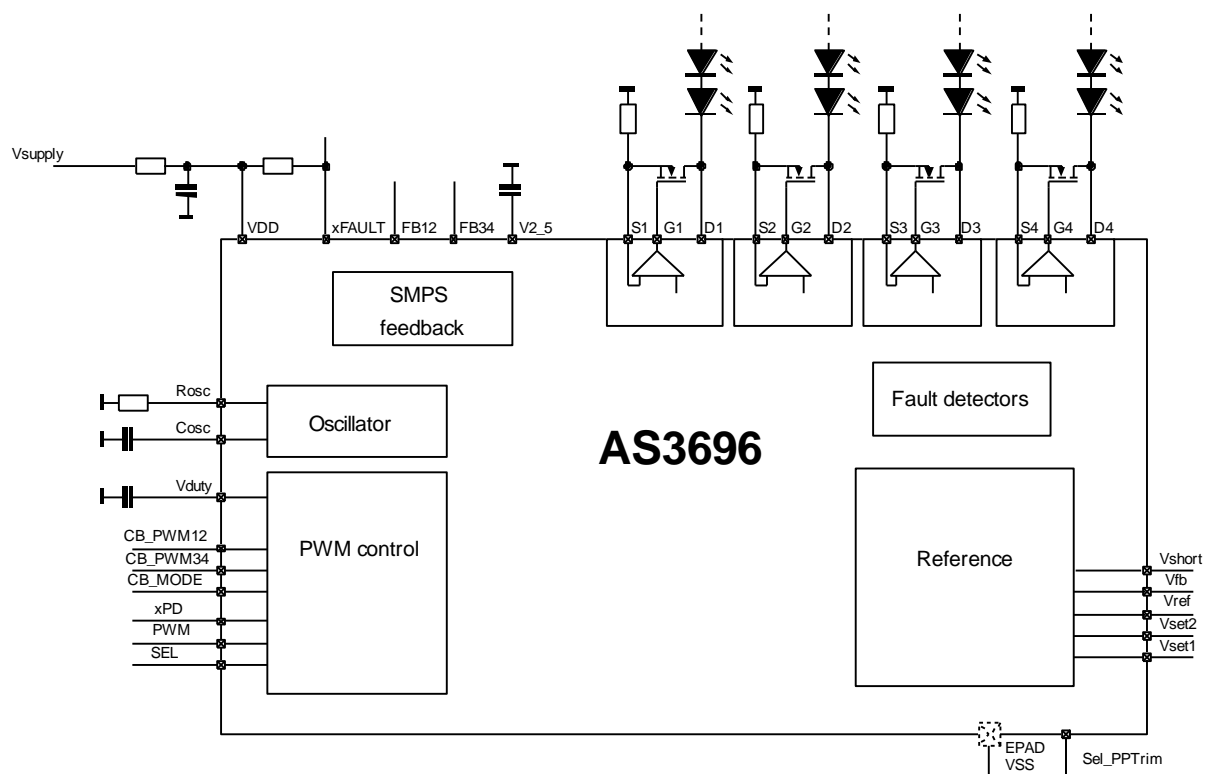 Vsupply
VDD
xFAULT
FB12
FB34
V2_5
S1
G1
D1
S2
G2
D2
S3
G3
D3
S4
G4
D4
SMPS
feedback
Rosc
Cosc
Oscillator
Fault detectors
AS3696
Vduty
CB_PWM12
CB_PWM34
CB_MODE
xPD
PWM
SEL
PWM control
Reference
Vshort
Vfb
Vref
Vset2
Vset1
EPAD
VSS
Sel_PPTrim